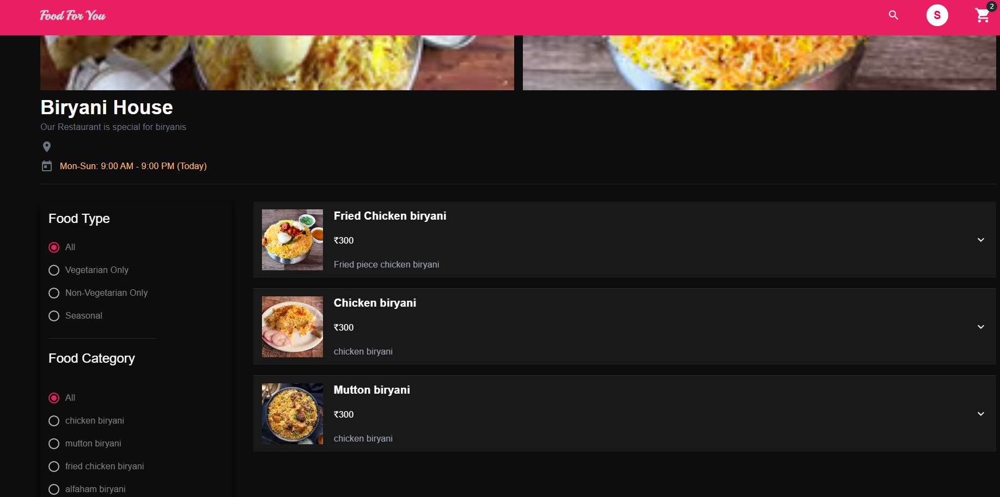 Food For You
S
2
Biryani House
Our Restaurant is special for biryanis
Mon-Sun: 9:00 AM - 9:00 PM (Today)
Food Type
All
Vegetarian Only
Non-Vegetarian Only
Seasonal
Food Category
All
chicken biryani
mutton biryani
fried chicken biryani
alfaham biryani
Fried Chicken biryani
₹300
Fried piece chicken biryani
Chicken biryani
₹300
chicken biryani
Mutton biryani
₹300
chicken biryani